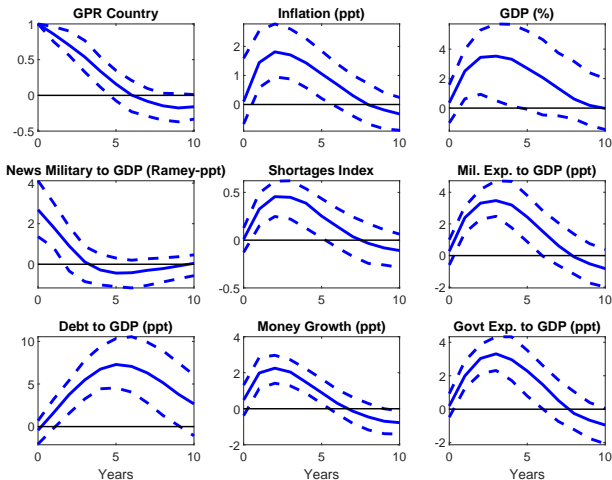 GPR Country
1
0.5
0
-0.5
0 5 10
Inflation (ppt)
2
1
0
0 5 10
GDP (%)
4
2
0
0 5 10
News Military to GDP (Ramey-ppt)
4
2
0
0 5 10
Shortages Index
0.5
0
-0.5
0 5 10
Mil. Exp. to GDP (ppt)
4
2
0
-2
0 5 10
Debt to GDP (ppt)
10
5
0
0 5 10
Years
Money Growth (ppt)
4
2
0
-2
0 5 10
Years
Govt Exp. to GDP (ppt)
4
2
0
-2
0 5 10
Years